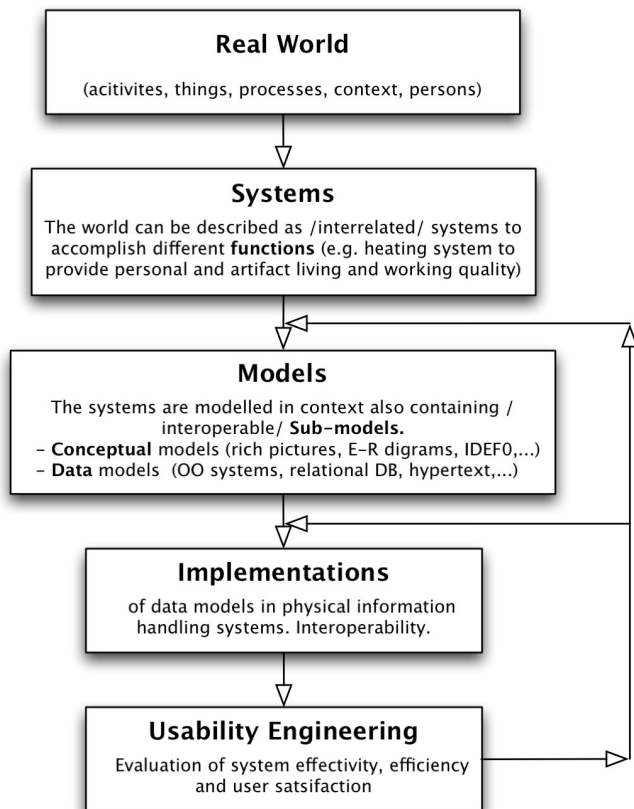 Real World
(acitivites, things, processes, context, persons)
Systems
The world can be described as /interrelated/ systems to
accomplish different functions (e.g. heating system to
provide personal and artifact living and working quality)
Models
The systems are modelled in context also containing /
interoperable/ Sub-models.
– Conceptual models (rich pictures, E-R digrams, IDEF0,...)
– Data models  (OO systems, relational DB, hypertext,...)
Implementations
of data models in physical information
handling systems. Interoperability.
Usability Engineering
Evaluation of system effectivity, efficiency
and user satsifaction